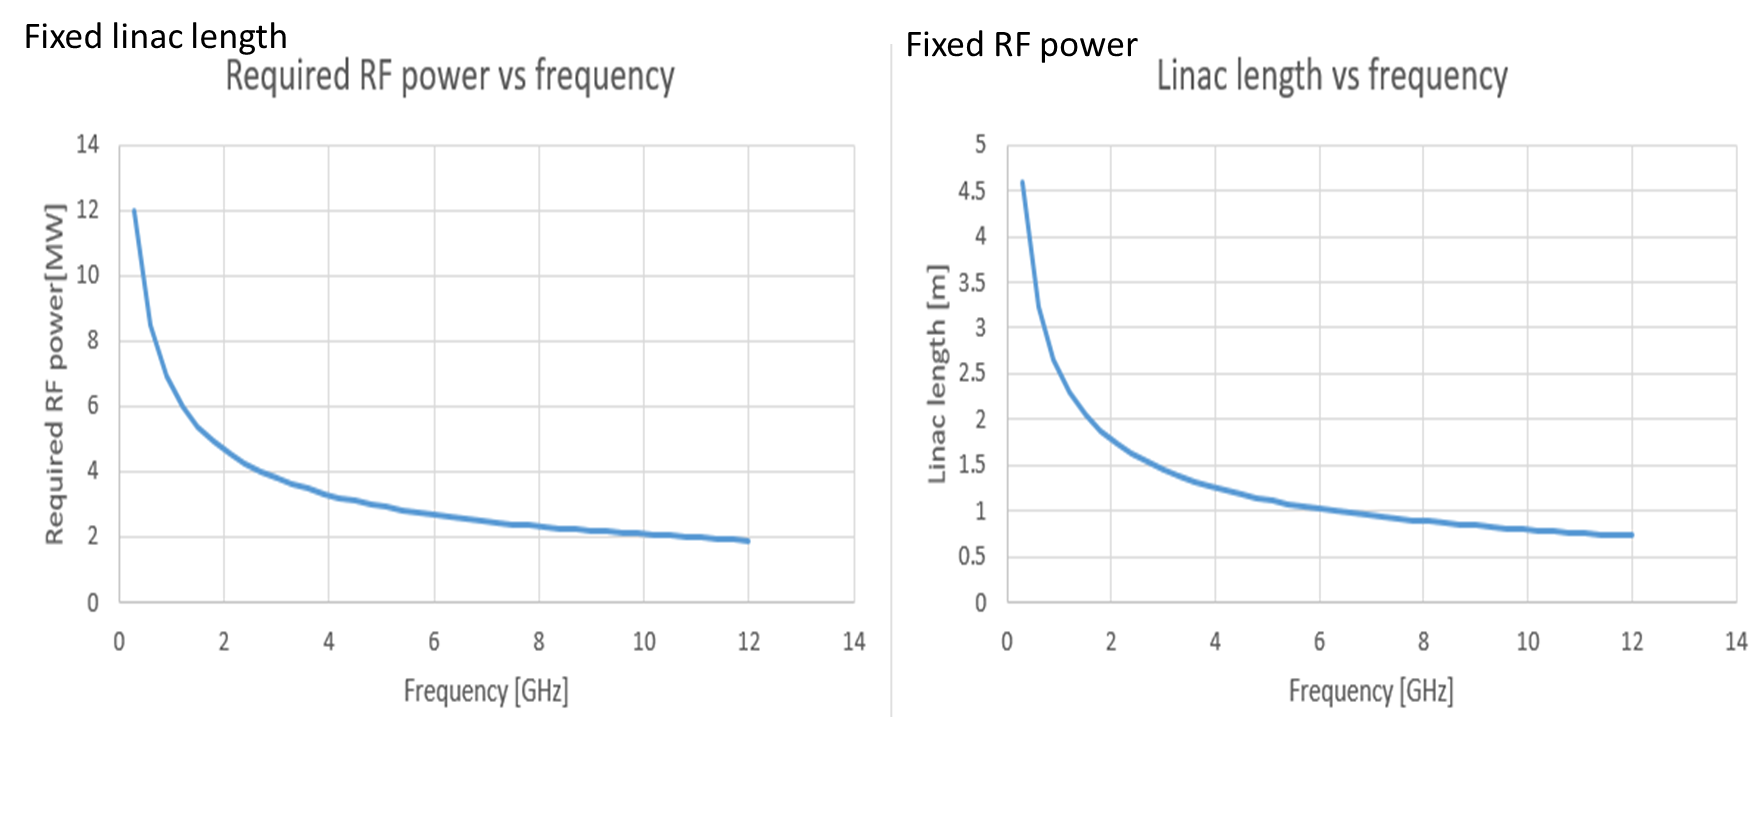 Fixed linac length
Required RF power vs frequency
14
12
10
8
6
4
2
0
Required RF power[MW]
0 2 4 6 8 10 12 14
Frequency [GHz]
Fixed RF power
Linac length vs frequency
5
4.5
4
3.5
3
2.5
2
1.5
1
0.5
0
Linac length [m]
0 2 4 6 8 10 12 14
Frequency [GHz]